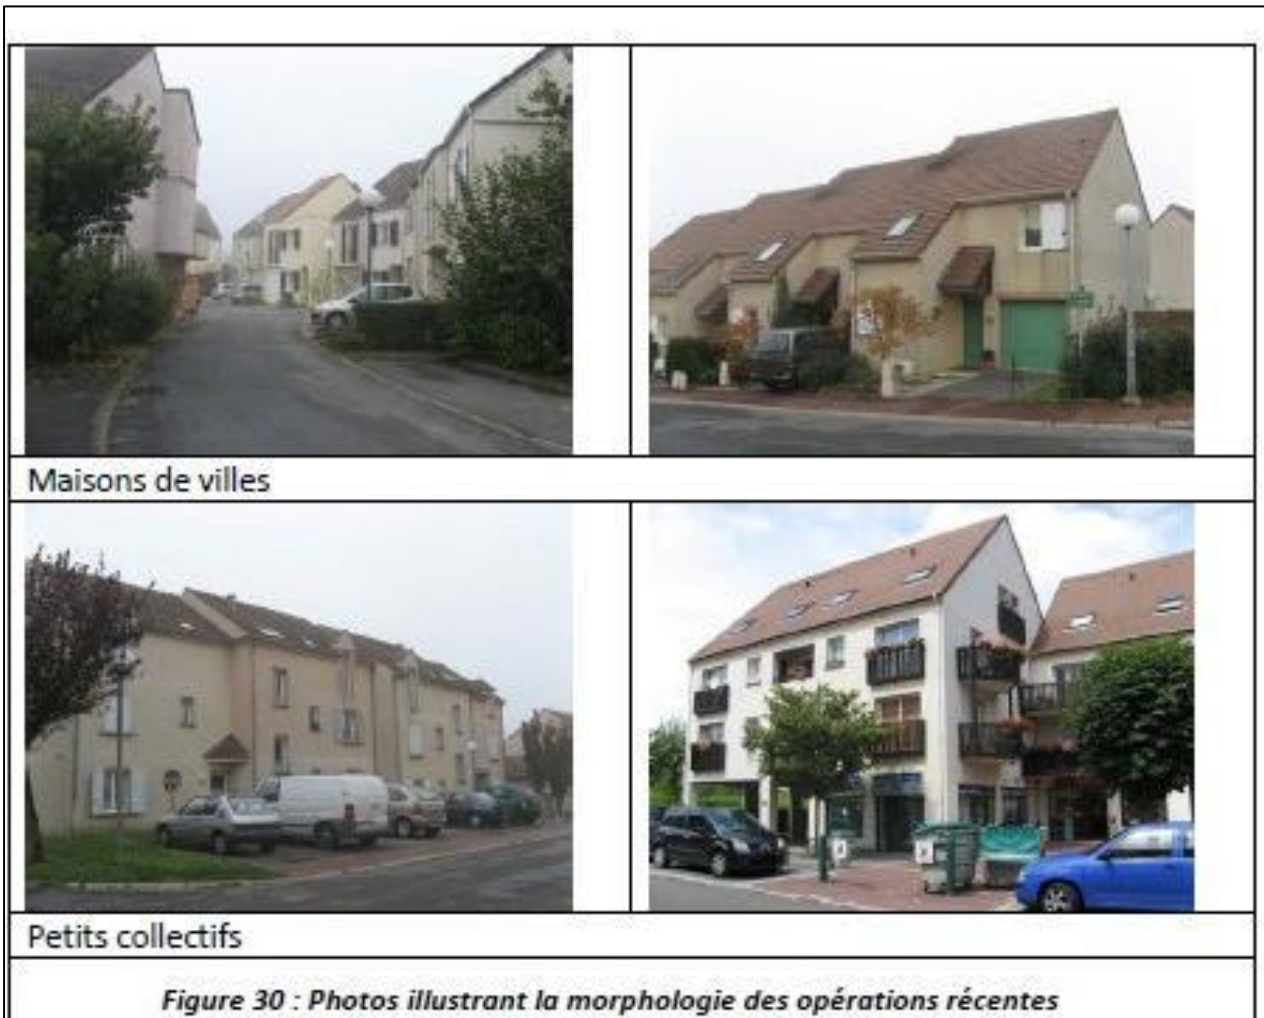 Maisons de villes
Petits collectifs
Figure 30 : Photos illustrant la morphologie des opérations récentes